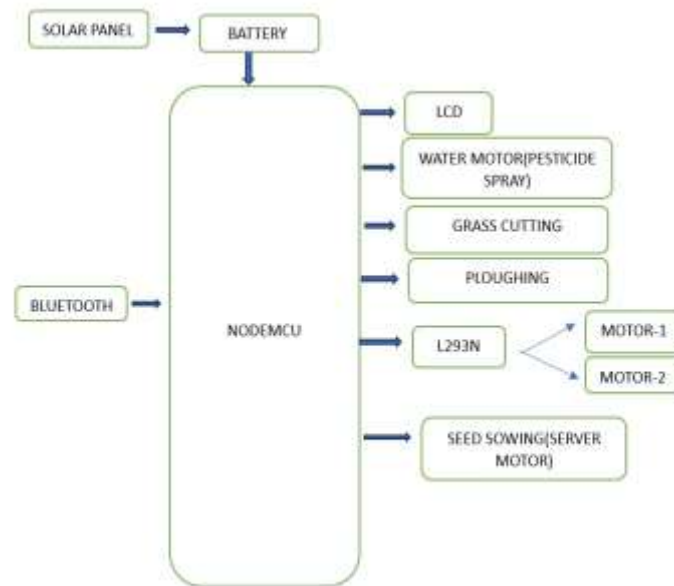 SOLAR PANEL
BATTERY
LCD
WATER MOTOR(PESTICIDE
SPRAY)
GRASS CUTTING
PLOUGHING
BLUETOOTH
NODEMCU
L293N
MOTOR-1
MOTOR-2
SEED SOWING(SERVER
MOTOR)